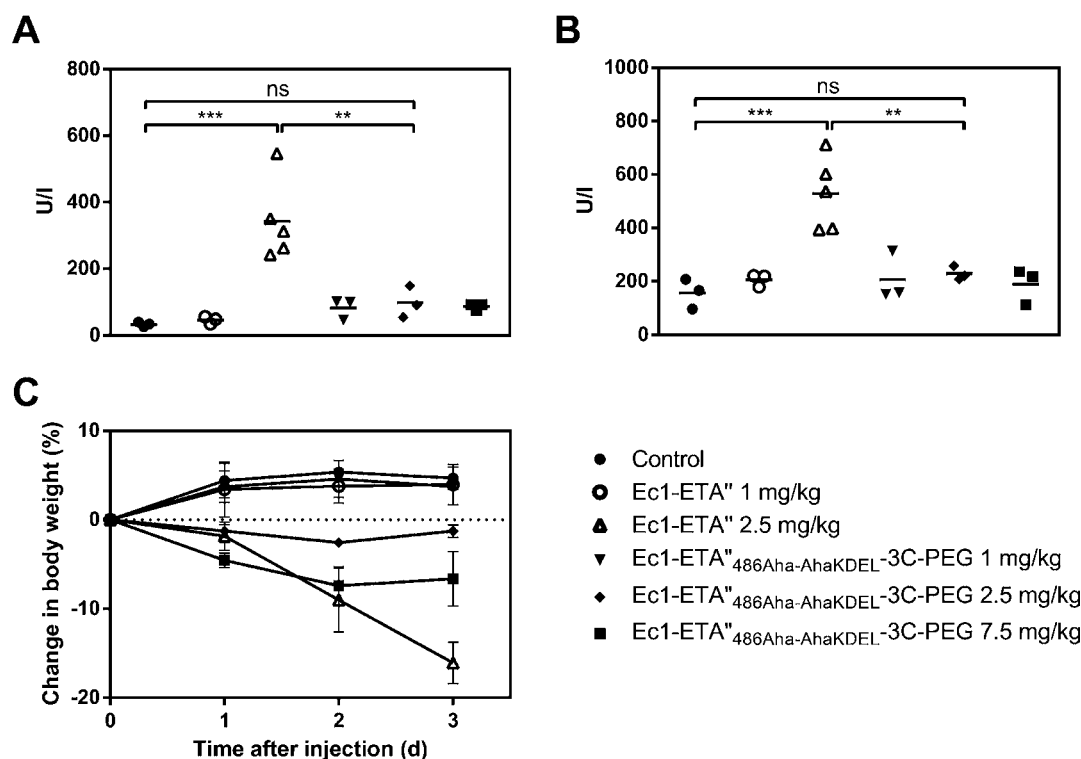 A
800
600
400
200
0
U/l
ns
*** **
B
1000
800
600
400
200
0
U/l
ns
*** **
C
10
0
-10
-20
Change in body weight (%)
0 1 2 3
Time after injection (d)
Control
Ec1-ETA" 1 mg/kg
Ec1-ETA" 2.5 mg/kg
Ec1-ETA"486Aha-AhaKDEL-3C-PEG 1 mg/kg
Ec1-ETA"486Aha-AhaKDEL-3C-PEG 2.5 mg/kg
Ec1-ETA"486Aha-AhaKDEL-3C-PEG 7.5 mg/kg